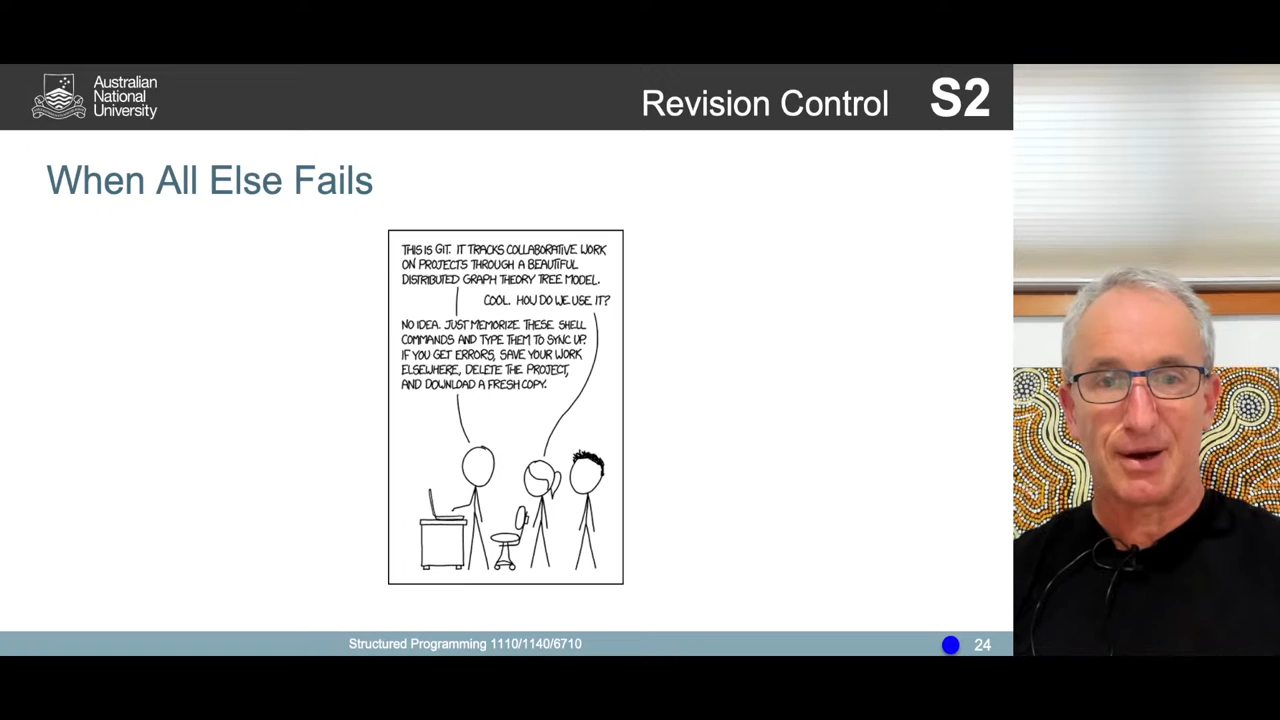 Australian
National
University
Revision Control
S2
When All Else Fails
THIS IS GIT. IT TRACKS COLLABORATIVE WORK
ON PROJECTS THROUGH A BEAUTIFUL
DISTRIBUTED GRAPH THEORY TREE MODEL.
COOL. HOW DO WE USE IT?
NO IDEA. JUST MEMORIZE THESE SHELL
COMMANDS AND TYPE THEM TO SYNC UP.
IF YOU GET ERRORS, SAVE YOUR WORK
ELSEWHERE, DELETE THE PROJECT,
AND DOWNLOAD A FRESH COPY.
Structured Programming 1110/1140/6710
24